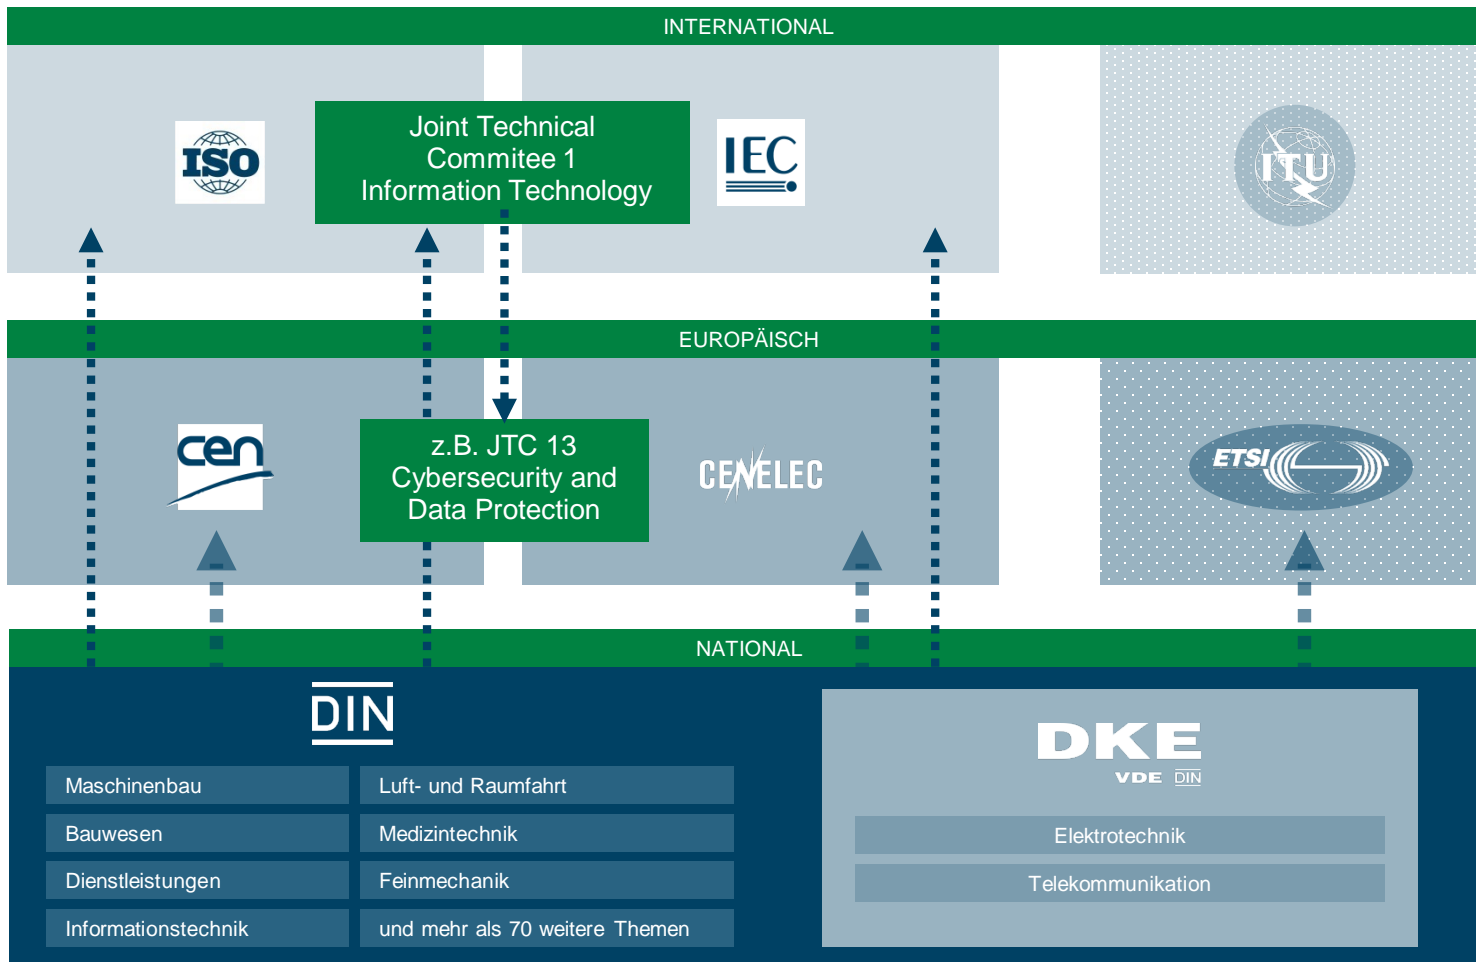 INTERNATIONAL
ISO
Joint Technical
Commitee 1
Information Technology
IEC
ITU
EUROPÄISCH
cen
z.B. JTC 13
Cybersecurity and
Data Protection
CENELEC
ETSI
NATIONAL
DIN
Maschinenbau
Luft- und Raumfahrt
Bauwesen
Medizintechnik
Dienstleistungen
Feinmechanik
Informationstechnik
und mehr als 70 weitere Themen
DKE
VDE DIN
Elektrotechnik
Telekommunikation